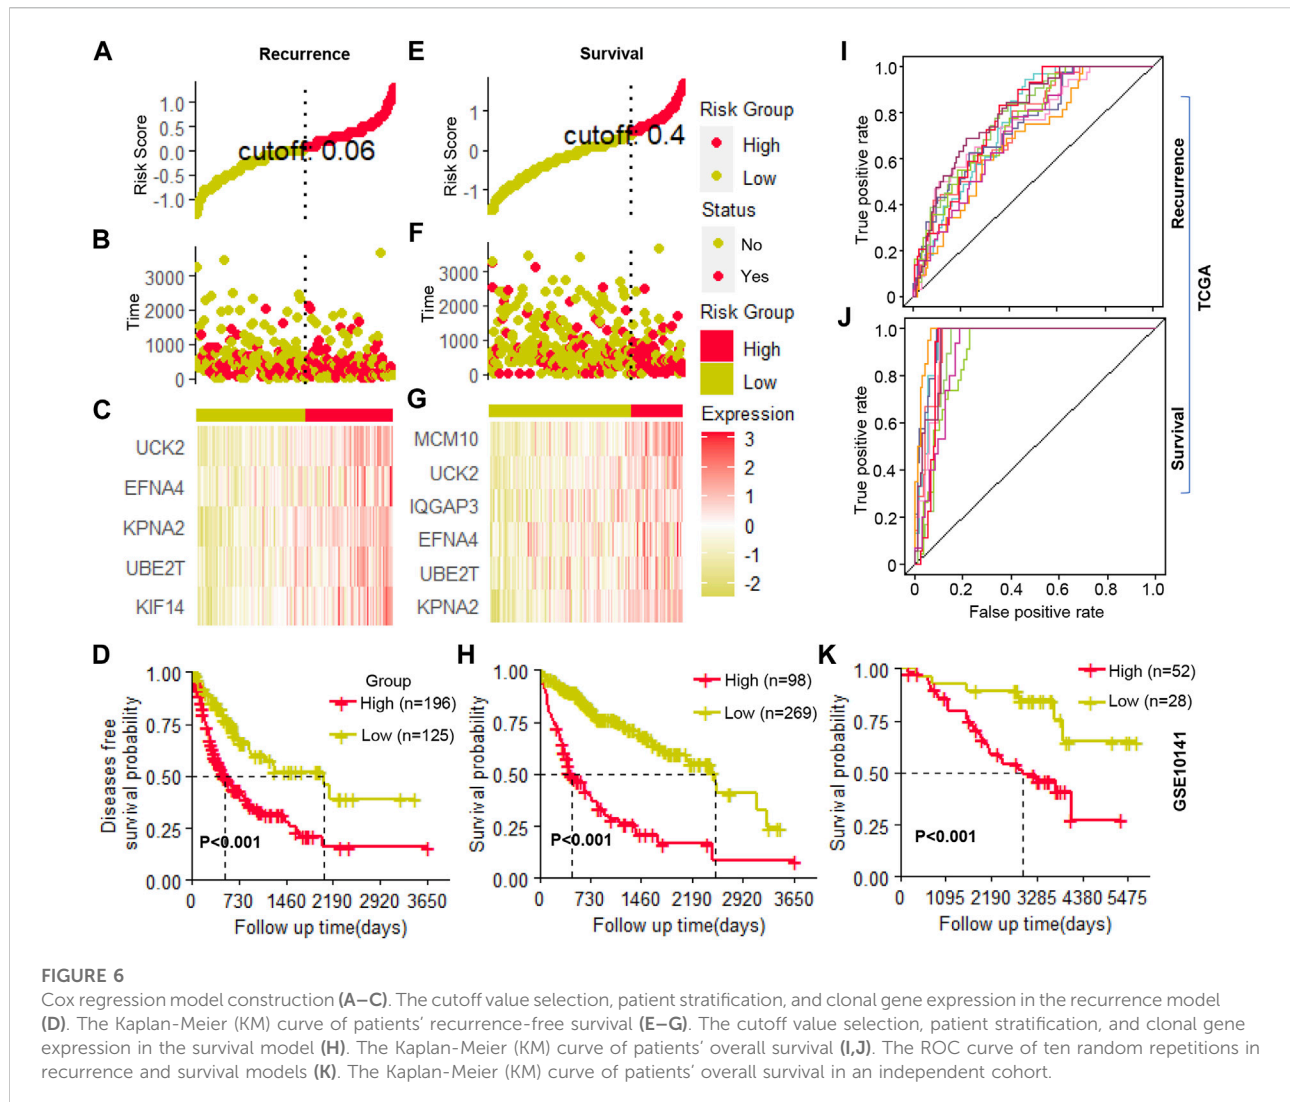 A
Recurrence
Risk Score
1.0
0.5
0.0
-0.5
-1.0
cutoff: 0.06
B
Time
3000
2000
1000
0
C
UCK2
EFNA4
KPNA2
UBE2T
KIF14
E
Survival
Risk Score
1
0
-1
cutoff: 0.4
F
Time
3000
2000
1000
0
G
MCM10
UCK2
IQGAP3
EFNA4
UBE2T
KPNA2
Risk Group
High
Low
Status
No
Yes
Risk Group
High
Low
Expression
3
2
1
0
-1
-2
I
True positive rate
1.0
0.8
0.6
0.4
0.2
0
0 0.2 0.4 0.6 0.8 1.0
Recurrence
J
True positive rate
1.0
0.8
0.6
0.4
0.2
0
0 0.2 0.4 0.6 0.8 1.0
False positive rate
Survival
TCGA
D
Diseases free
survival probability
1.00
0.75
0.50
0.25
0.00
Group
High (n=196)
Low (n=125)
P<0.001
0 730 1460 2190 2920 3650
Follow up time(days)
H
Survival probability
1.00
0.75
0.50
0.25
0.00
High (n=98)
Low (n=269)
P<0.001
0 730 1460 2190 2920 3650
Follow up time(days)
K
Survival probability
1.00
0.75
0.50
0.25
0.00
High (n=52)
Low (n=28)
P<0.001
0 1095 2190 3285 4380 5475
Follow up time(days)
GSE10141
FIGURE 6
Cox regression model construction (A–C). The cutoff value selection, patient stratification, and clonal gene expression in the recurrence model
(D). The Kaplan-Meier (KM) curve of patients' recurrence-free survival (E–G). The cutoff value selection, patient stratification, and clonal gene
expression in the survival model (H). The Kaplan-Meier (KM) curve of patients' overall survival (I,J). The ROC curve of ten random repetitions in
recurrence and survival models (K). The Kaplan-Meier (KM) curve of patients' overall survival in an independent cohort.